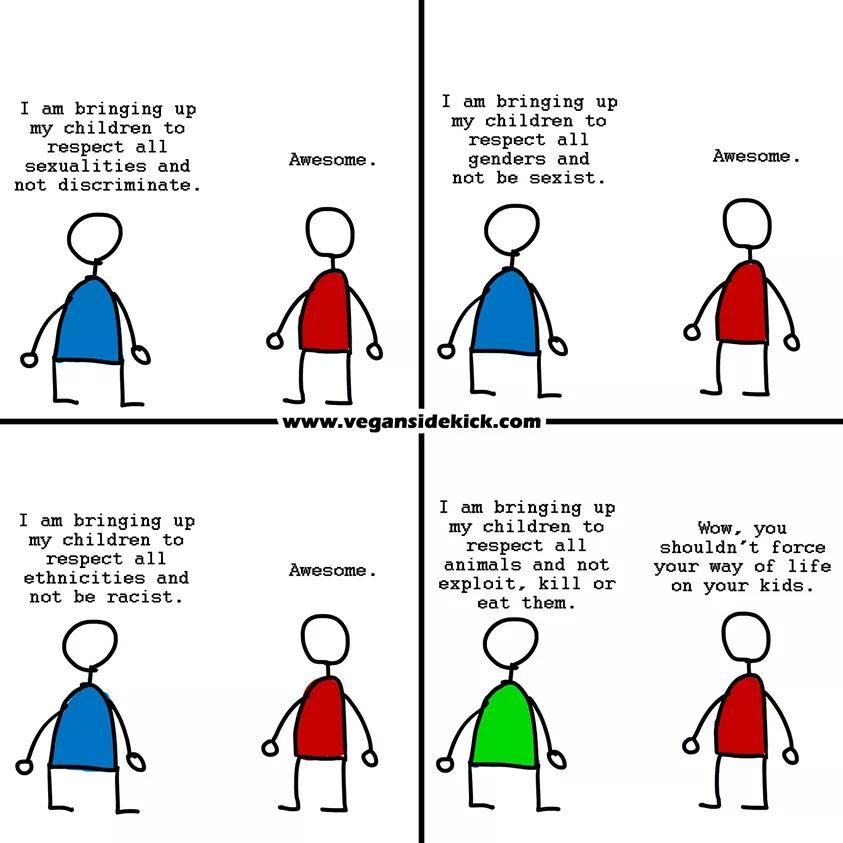 I am bringing up
my children to
respect all
sexualities and
not discriminate.
Awesome.
I am bringing up
my children to
respect all
genders and
not be sexist.
Awesome.
www.vegansidekick.com
I am bringing up
my children to
respect all
ethnicities and
not be racist.
Awesome.
I am bringing up
my children to
respect all
animals and not
exploit, kill or
eat them.
Wow, you
shouldn't force
your way of life
on your kids.